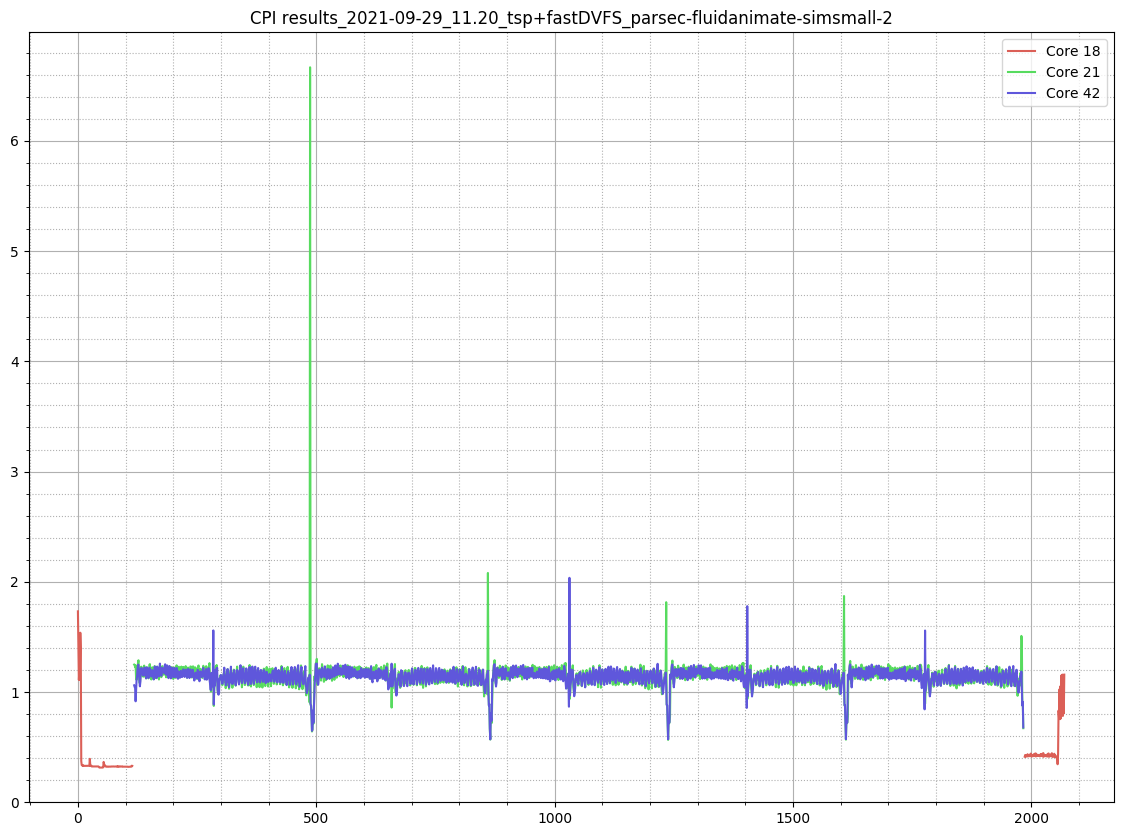 CPI results_2021-09-29_11.20_tsp+fastDVFS_parsec-fluidanimate-simsmall-2
Core 18
Core 21
Core 42
6
5
4
3
2
1
0
0 500 1000 1500 2000